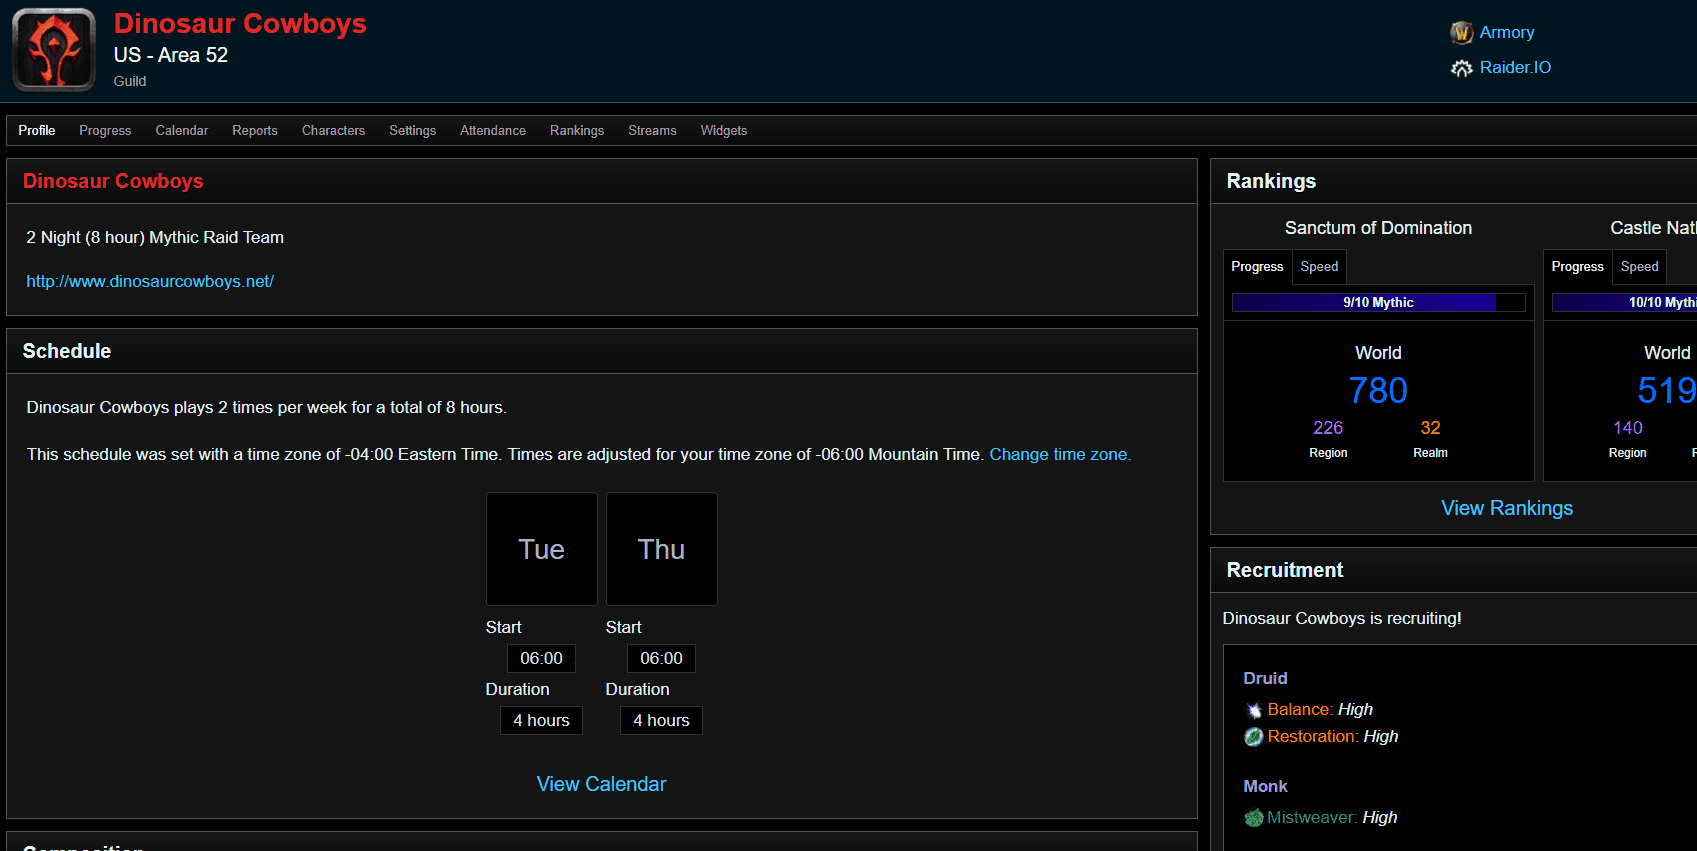 Dinosaur Cowboys
US - Area 52
Guild
Armory
Raider.IO
Profile Progress Calendar Reports Characters Settings Attendance Rankings Streams Widgets
Dinosaur Cowboys
2 Night (8 hour) Mythic Raid Team
http://www.dinosaurcowboys.net/
Schedule
Dinosaur Cowboys plays 2 times per week for a total of 8 hours.
This schedule was set with a time zone of -04:00 Eastern Time. Times are adjusted for your time zone of -06:00 Mountain Time. Change time zone.
Tue Thu
Start Start
06:00 06:00
Duration Duration
4 hours 4 hours
View Calendar
Rankings
Sanctum of Domination Castle
Progress Speed Progress Speed
9/10 Mythic 10/10
World World
780 519
226 32 140
Region Realm Region
View Rankings
Recruitment
Dinosaur Cowboys is recruiting!
Druid
Balance: High
Restoration: High
Monk
Mistweaver: High